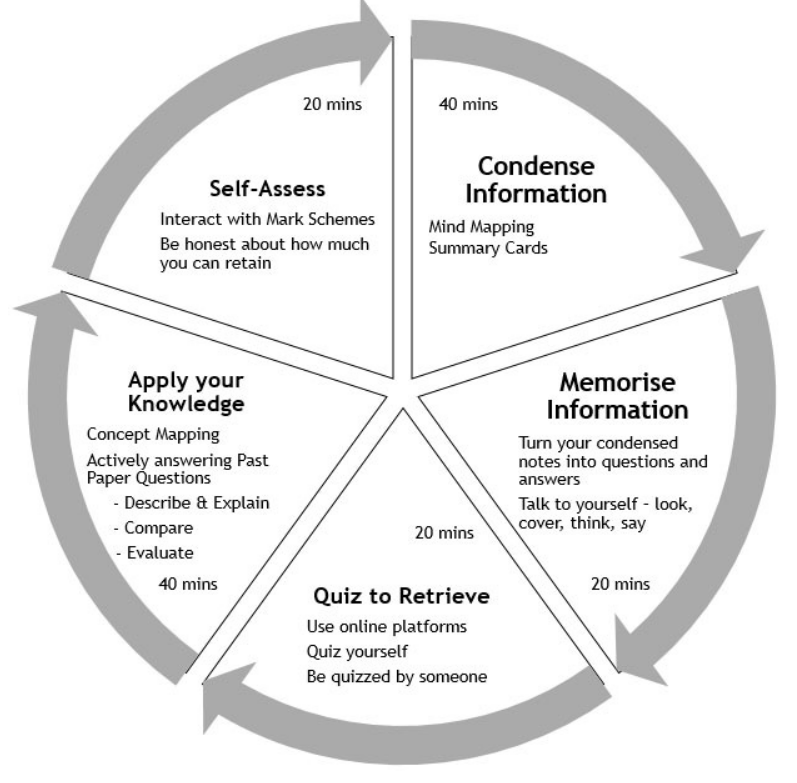 40 mins
Condense
Information
Mind Mapping
Summary Cards
Memorise
Information
Turn your condensed
notes into questions and
answers
Talk to yourself – look,
cover, think, say
20 mins
20 mins
Quiz to Retrieve
Use online platforms
Quiz yourself
Be quizzed by someone
Apply your
Knowledge
Concept Mapping
Actively answering Past
Paper Questions
- Describe & Explain
- Compare
- Evaluate
40 mins
20 mins
Self-Assess
Interact with Mark Schemes
Be honest about how much
you can retain